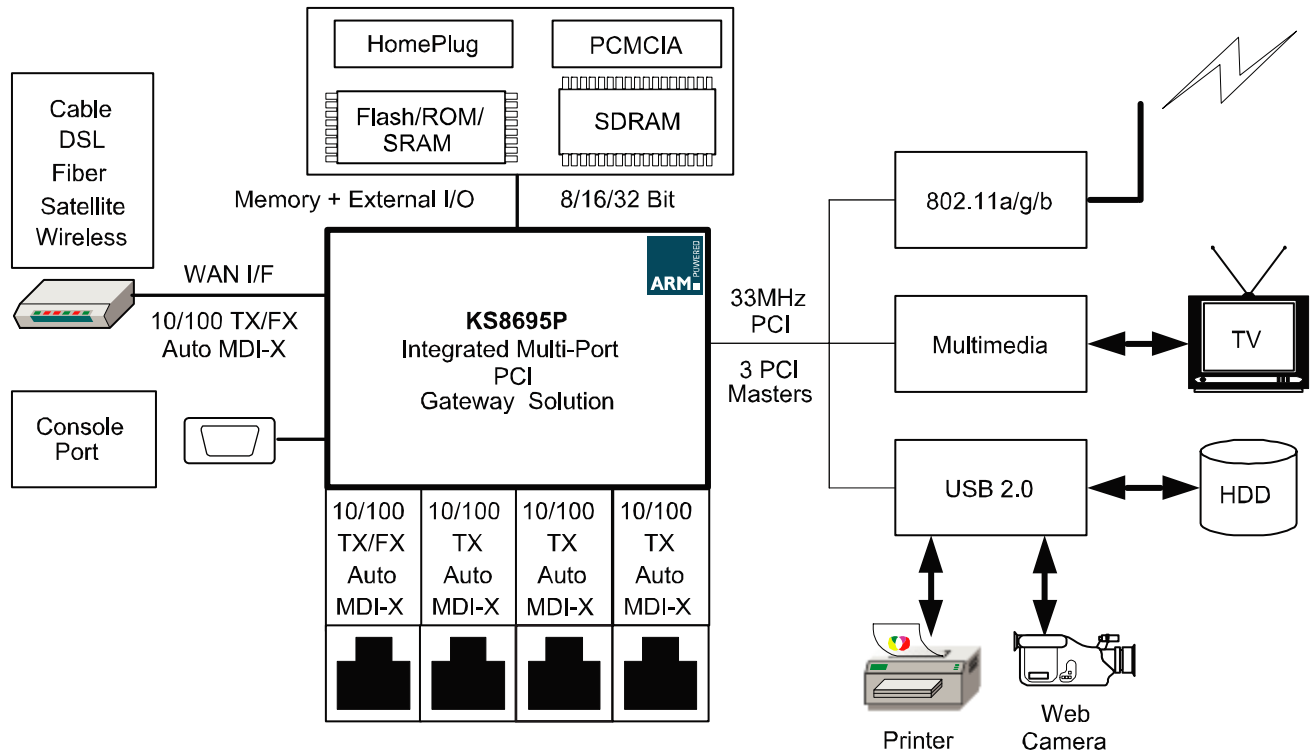 HomePlug
PCMCIA
Flash/ROM/
SRAM
SDRAM
Cable
DSL
Fiber
Satellite
Wireless
Memory + External I/O
8/16/32 Bit
802.11a/g/b
WAN I/F
10/100 TX/FX
Auto MDI-X
ARM
POWERED
KS8695P
Integrated Multi-Port
PCI
Gateway Solution
33MHz
PCI
3 PCI
Masters
Multimedia
TV
Console
Port
USB 2.0
HDD
10/100
TX/FX
Auto
MDI-X
10/100
TX
Auto
MDI-X
10/100
TX
Auto
MDI-X
10/100
TX
Auto
MDI-X
Printer
Web
Camera